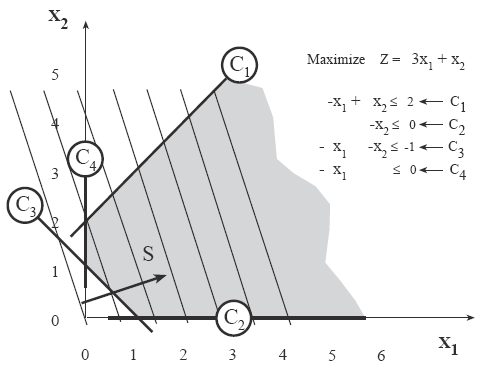 X2
Maximize Z = 3x1 + x2
-x1 + x2 ≤ 2 ← C1
-x2 ≤ 0 ← C2
- x1 -x2 ≤ -1 ← C3
- x1 ≤ 0 ← C4
C1
C4
C3
S
C2
5
4
3
2
1
0
0 1 2 3 4 5 6
X1